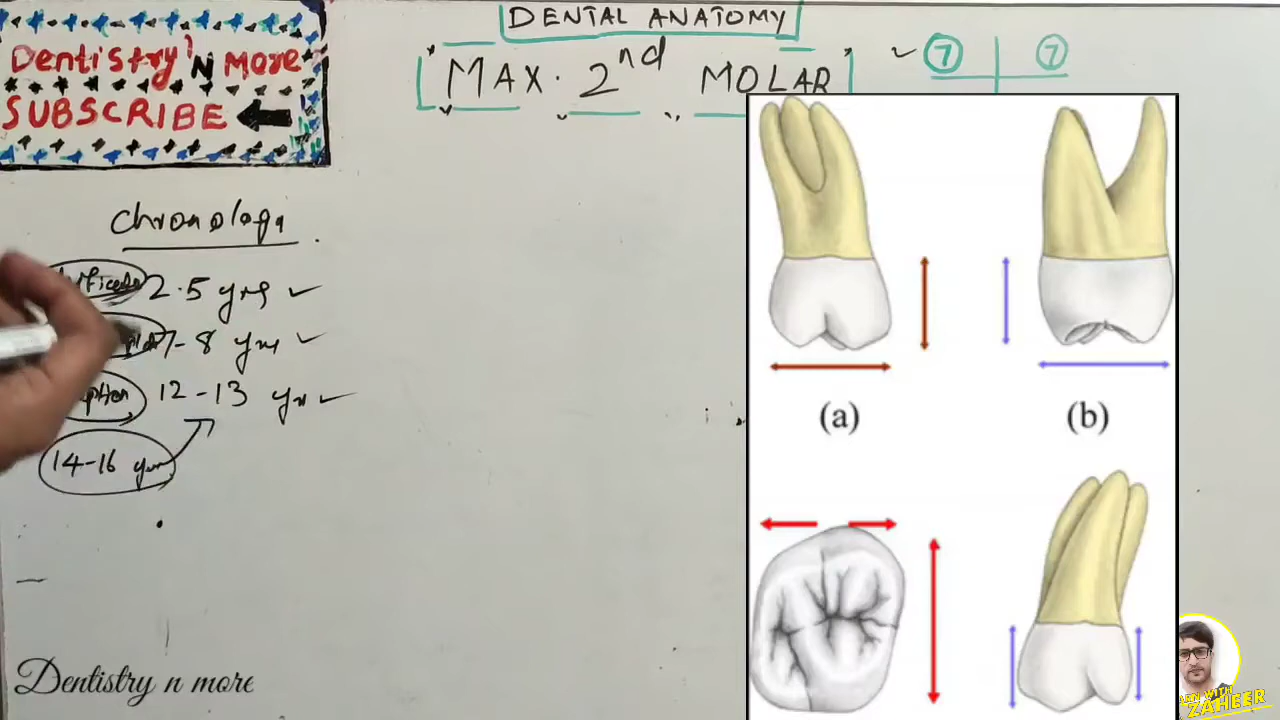 DENTAL ANATOMY
Dentistry 'N More
SUBSCRIBE
MAX. 2nd MOLAR
7 7
Chronology
2.5 yrs
7-8 yrs
12-13 yrs
14-16 yrs
(a) (b)
Dentistry n more
WITH
ZAHEER